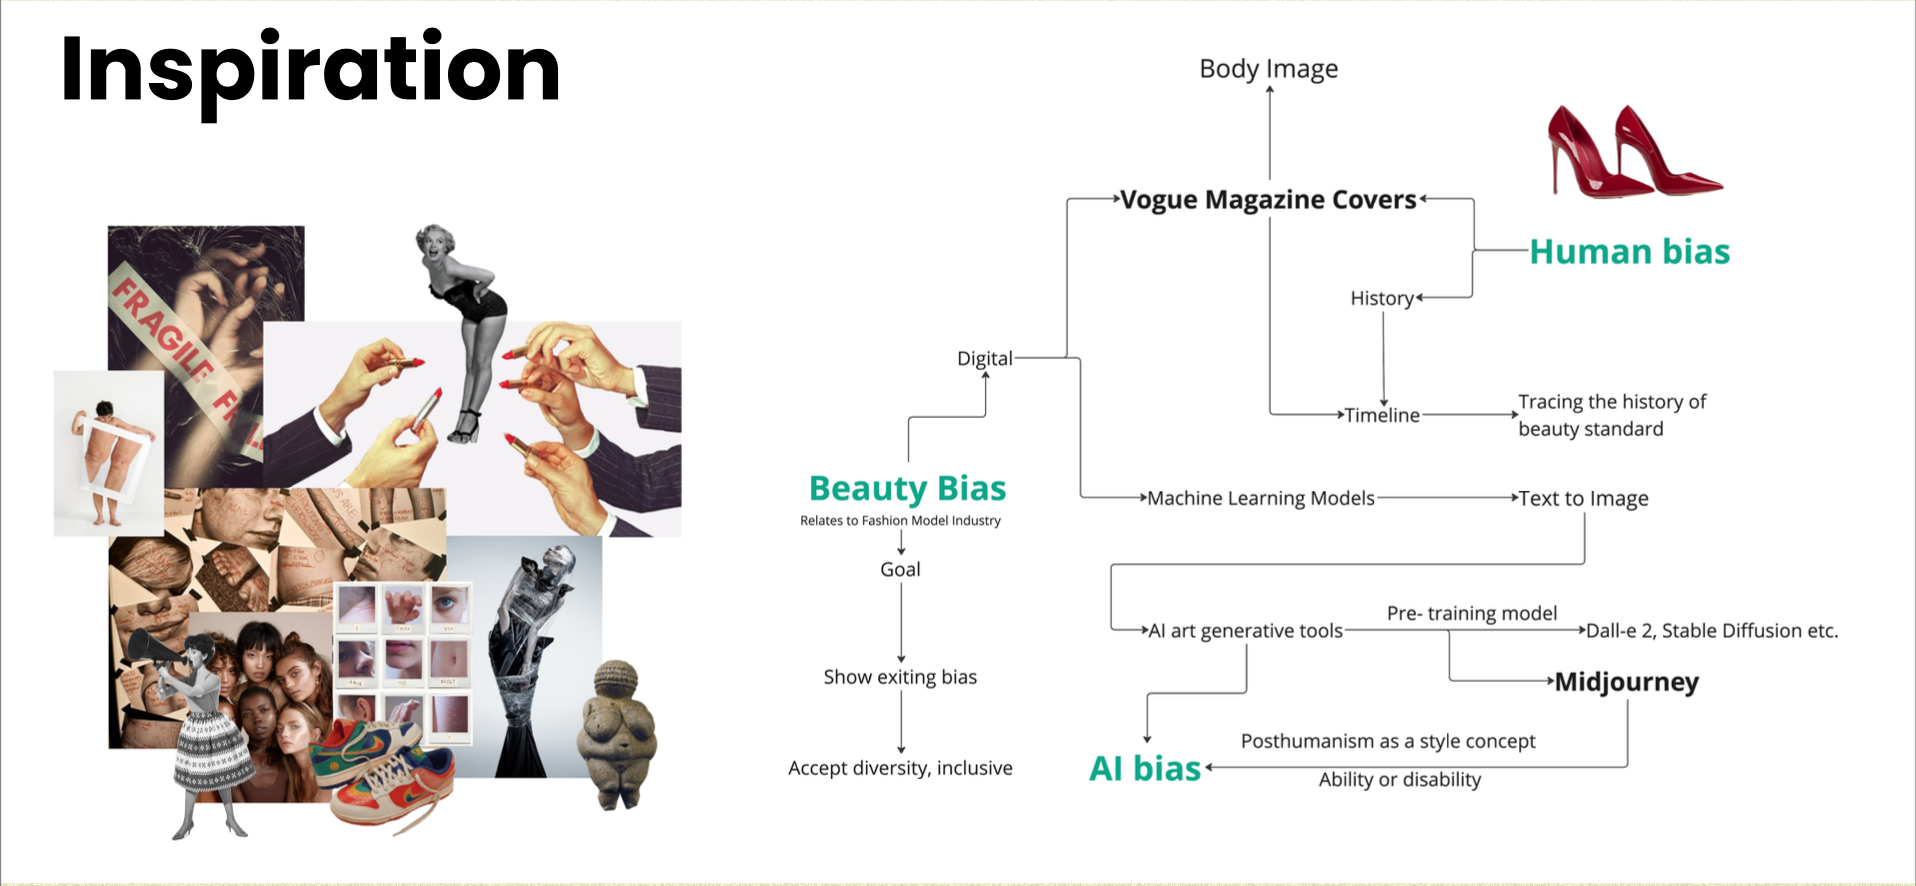 Inspiration
FRAGILE
Body Image
Vogue Magazine Covers
Human bias
History
Digital
Timeline
Tracing the history of
beauty standard
Beauty Bias
Relates to Fashion Model Industry
Machine Learning Models
Text to Image
Goal
Pre- training model
AI art generative tools
Dall-e 2, Stable Diffusion etc.
Show exiting bias
Midjourney
Posthumanism as a style concept
Accept diversity, inclusive
AI bias
Ability or disability